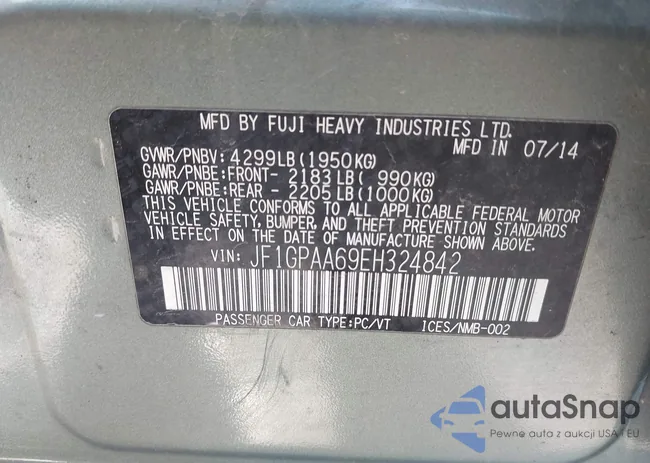 MFD BY FUJI HEAVY INDUSTRIES LTD.
MFD IN 07/14
GVWR/PNBV: 4299LB(1950KG)
GAWR/PNBE:FRONT- 2183LB( 990KG)
GAWR/PNBE:REAR - 2205LB(1000KG)
THIS VEHICLE CONFORMS TO ALL APPLICABLE FEDERAL MOTOR
VEHICLE SAFETY, BUMPER, AND THEFT PREVENTION STANDARDS
IN EFFECT ON THE DATE OF MANUFACTURE SHOWN ABOVE.
VIN: JF1GPAA69EH324842
PASSENGER CAR TYPE:PC/VT ICES/NMB-002
autaSnap
Pewne auta z aukcji USA i EU